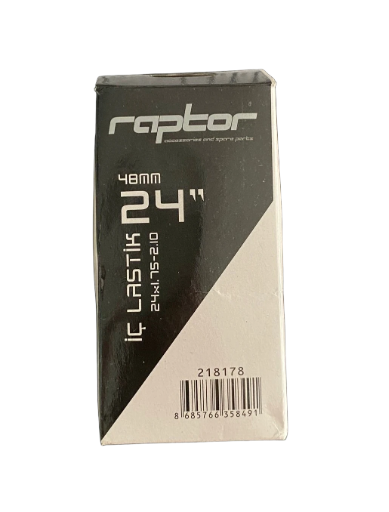 raptor
accessories and spare parts
48mm
24"
İÇ LASTİK
24x1.75-2.10
218178
8 685766 358491